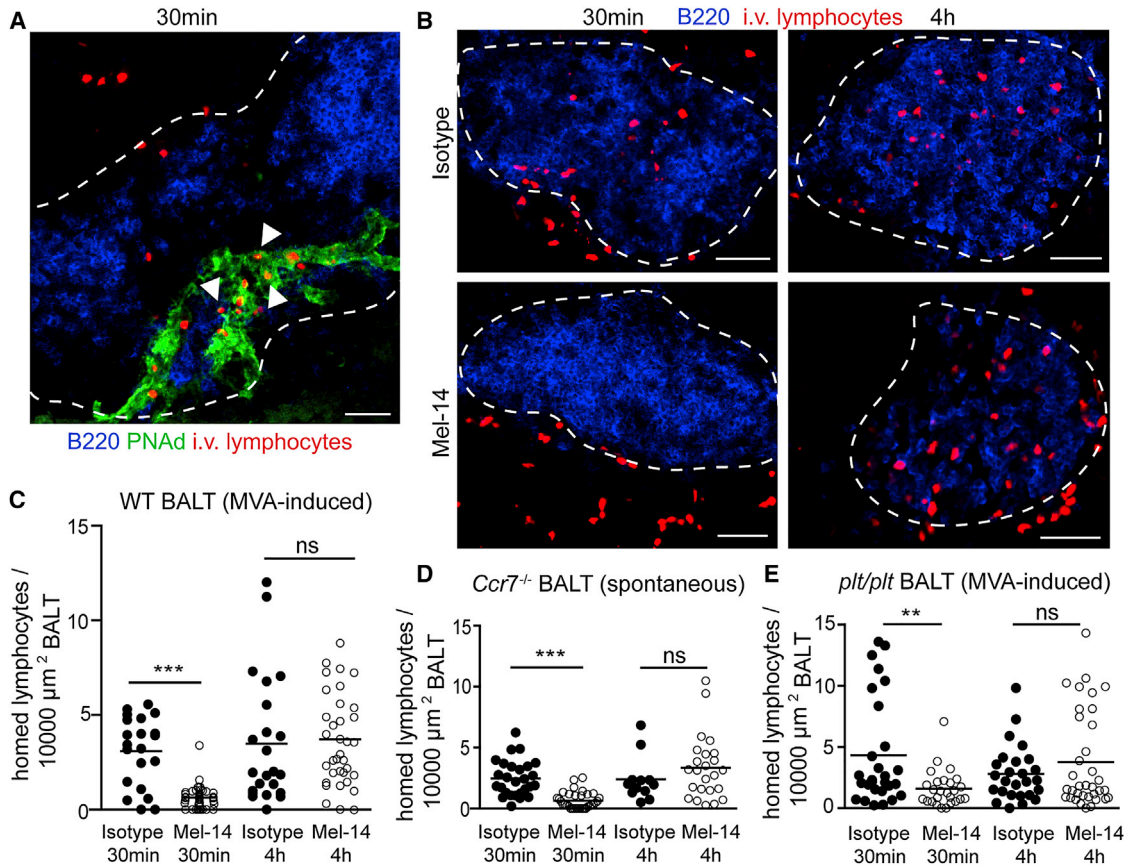 A
30min
B220 PNAd i.v. lymphocytes
B
30min B220 i.v. lymphocytes 4h
Isotype
Mel-14
C
WT BALT (MVA-induced)
homed lymphocytes /
10000 µm² BALT
15
10
5
0
***
ns
Isotype Mel-14 Isotype Mel-14
30min 30min 4h 4h
D
Ccr7-/- BALT (spontaneous)
homed lymphocytes /
10000 µm² BALT
15
10
5
0
***
ns
Isotype Mel-14 Isotype Mel-14
30min 30min 4h 4h
E
plt/plt BALT (MVA-induced)
homed lymphocytes /
10000 µm² BALT
15
10
5
0
**
ns
Isotype Mel-14 Isotype Mel-14
30min 30min 4h 4h